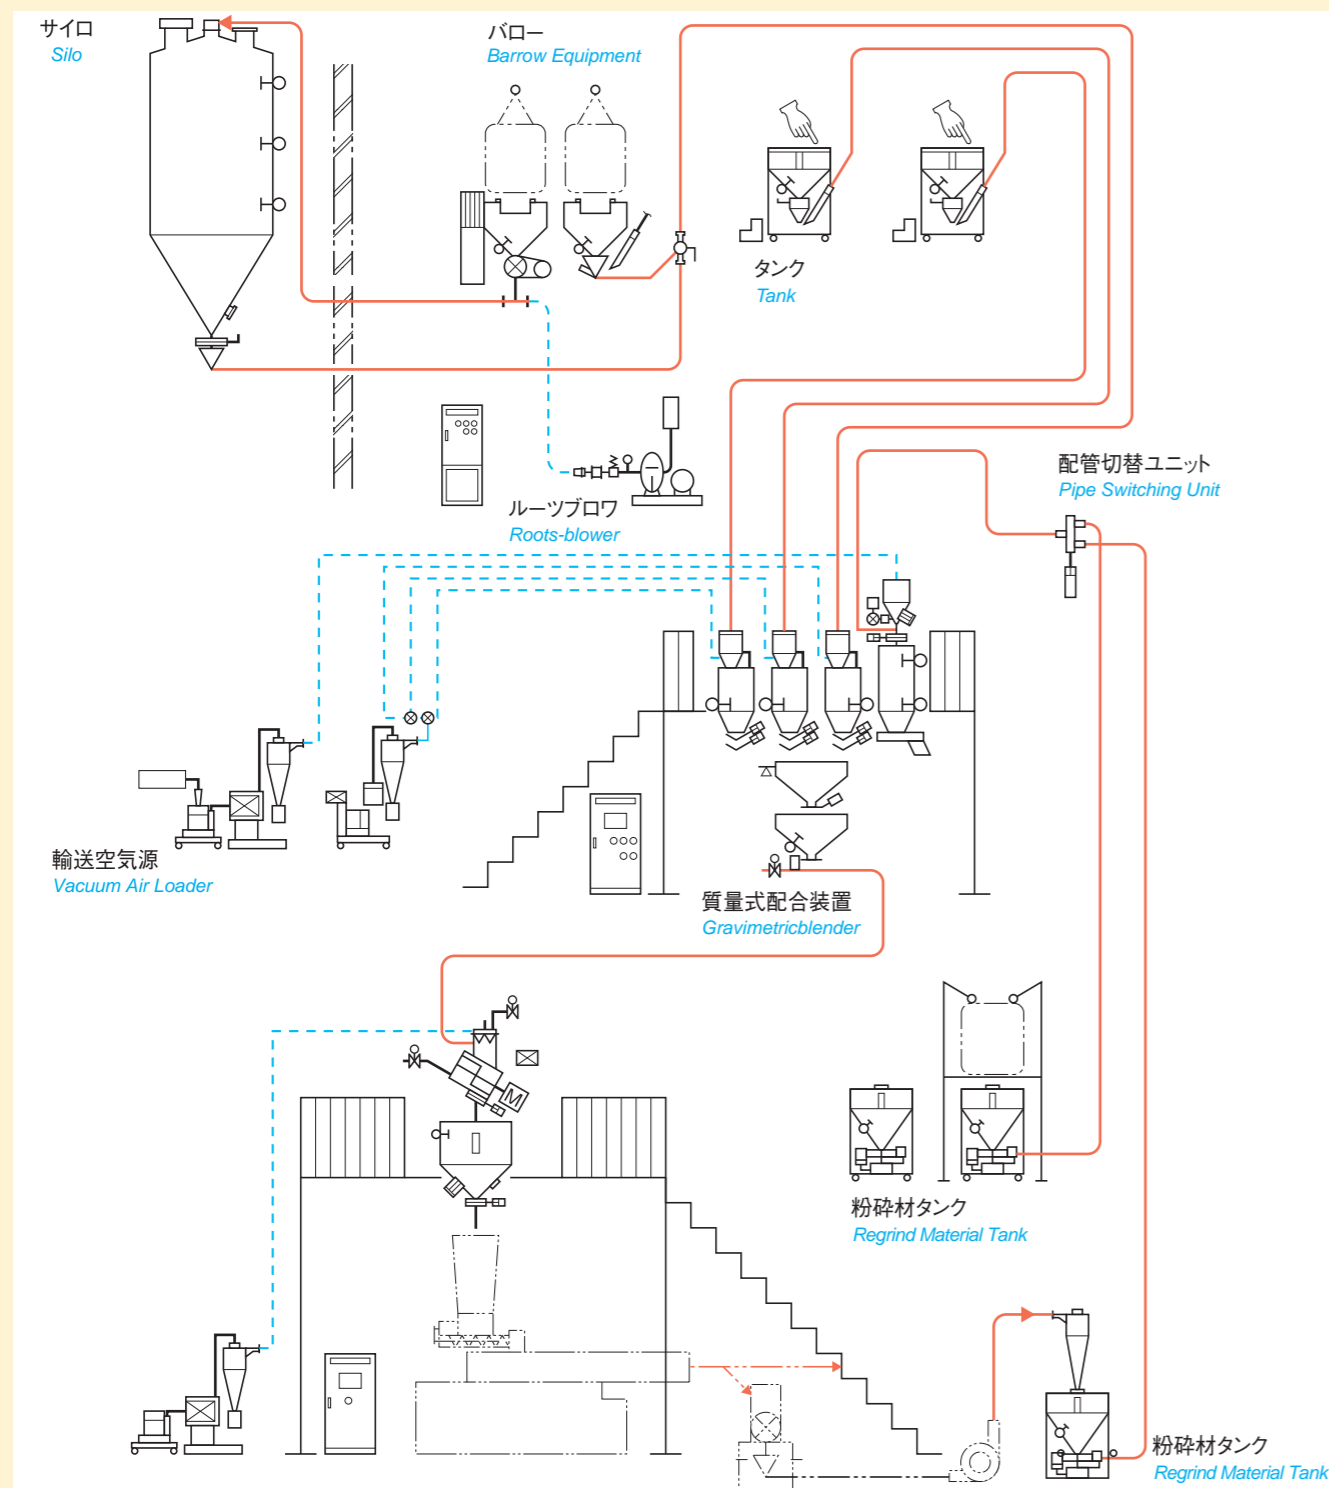 サイロ
Silo
バロー
Barrow Equipment
タンク
Tank
ルーツブロワ
Roots-blower
配管切替ユニット
Pipe Switching Unit
輸送空気源
Vacuum Air Loader
質量式配合装置
Gravimetricblender
M
粉砕材タンク
Regrind Material Tank
粉砕材タンク
Regrind Material Tank